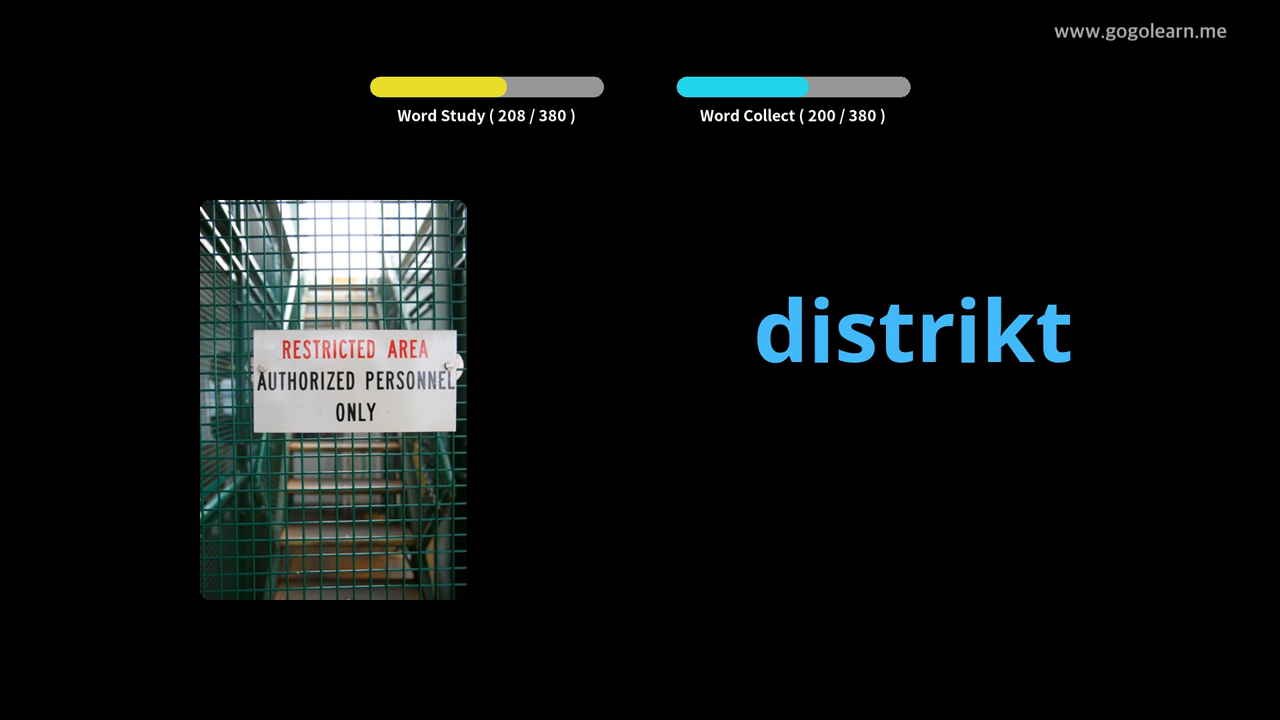 www.gogolearn.me
Word Study ( 208 / 380 )
Word Collect ( 200 / 380 )
RESTRICTED AREA
AUTHORIZED PERSONNEL
ONLY
distrikt